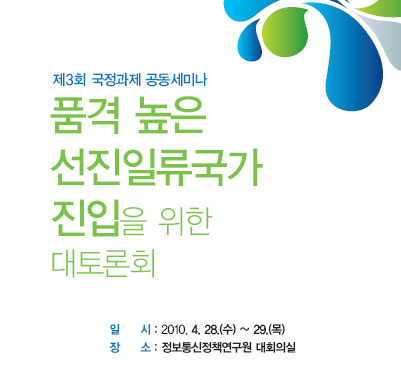 제3회 국정과제 공동세미나
품격 높은
선진일류국가
진입을 위한
대토론회
일 시 : 2010. 4. 28.(수) ~ 29.(목)
장 소 : 정보통신정책연구원 대회의실